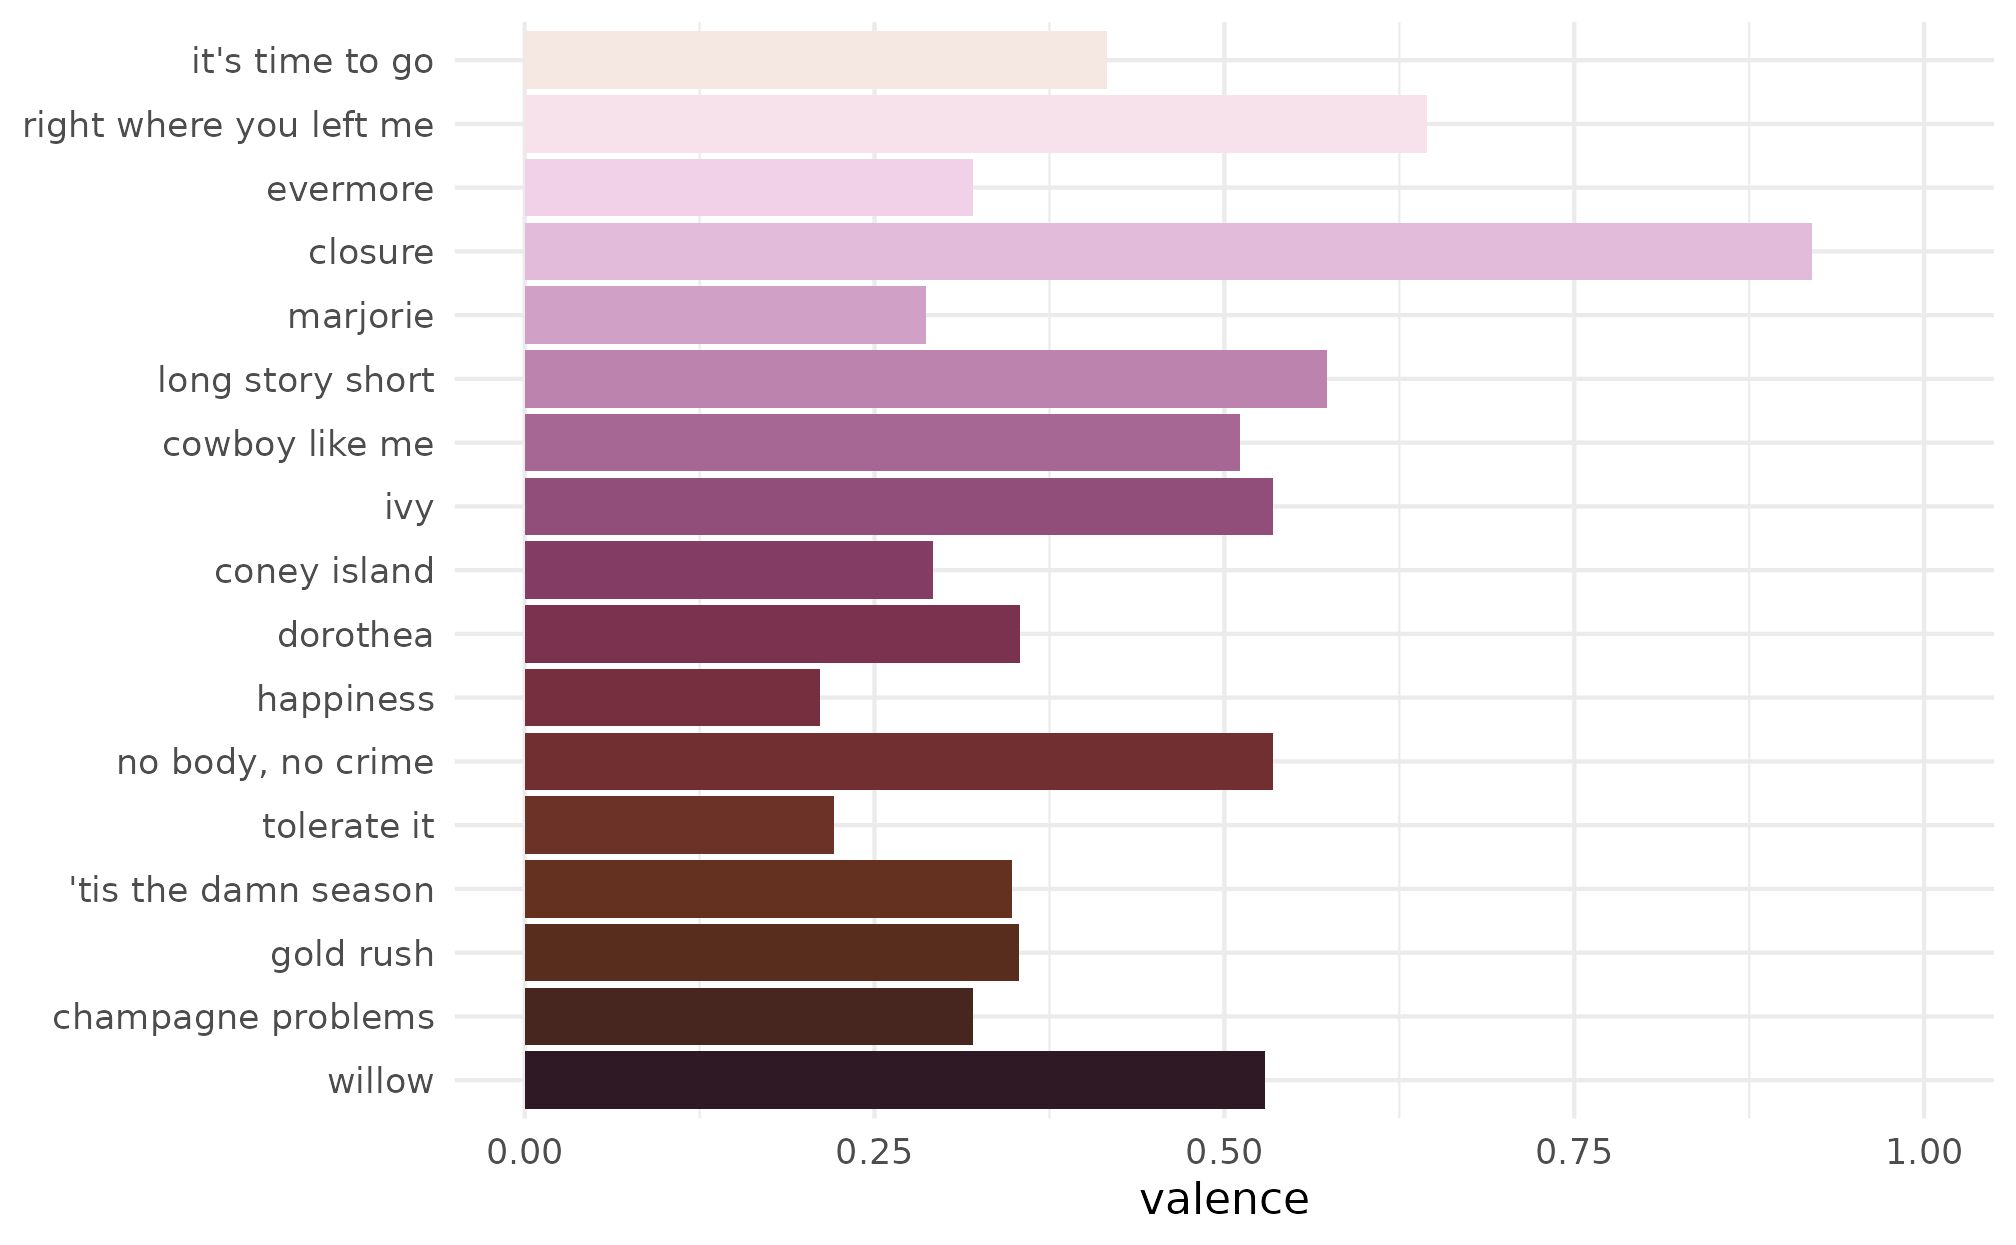 it's time to go
right where you left me
evermore
closure
marjorie
long story short
cowboy like me
ivy
coney island
dorothea
happiness
no body, no crime
tolerate it
'tis the damn season
gold rush
champagne problems
willow
0.00 0.25 0.50 0.75 1.00
valence